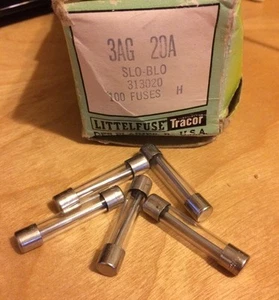 3AG 20A
SLO-BLO
313020
100 FUSES H
LITTELFUSE Tracor
U.S.A.